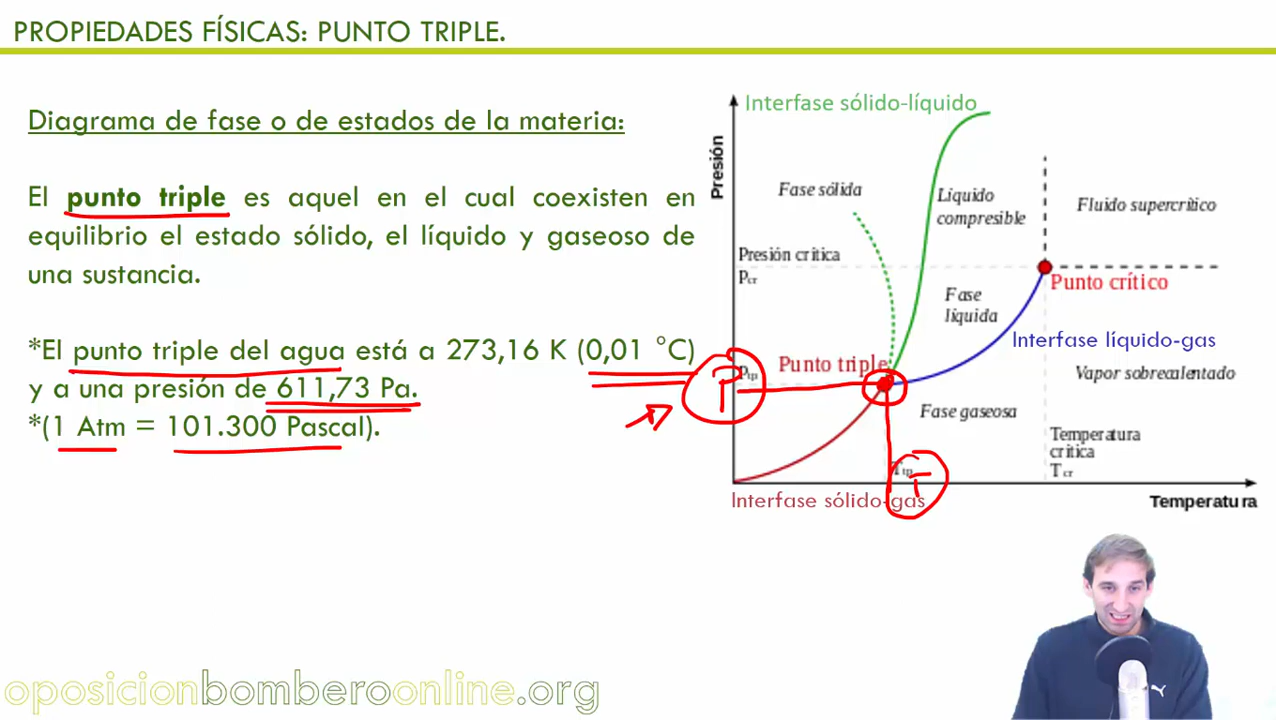 PROPIEDADES FÍSICAS: PUNTO TRIPLE.
Diagrama de fase o de estados de la materia:
El punto triple es aquel en el cual coexisten en
equilibrio el estado sólido, el líquido y gaseoso de
una sustancia.
*El punto triple del agua está a 273,16 K (0,01 °C)
y a una presión de 611,73 Pa.
*(1 Atm = 101.300 Pascal).
Interfase sólido-líquido
Presión
Fase sólida
Líquido
compresible
Fluido supercrítico
Presión crítica
Pcr
Punto crítico
Fase
líquida
Interfase líquido-gas
Punto triple
Ptp
P
Vapor sobrecalentado
Fase gaseosa
Temperatura
crítica
Tcr
Ttp
T
Interfase sólido-gas
Temperatura
oposicionbomberoonline.org